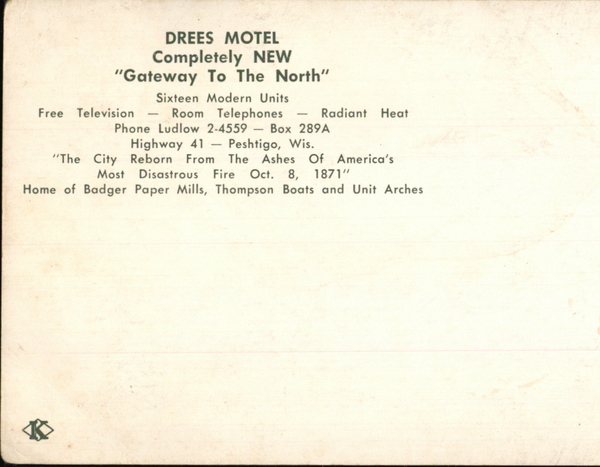 DREES MOTEL
Completely NEW
"Gateway To The North"
Sixteen Modern Units
Free Television — Room Telephones — Radiant Heat
Phone Ludlow 2-4559 — Box 289A
Highway 41 — Peshtigo, Wis.
"The City Reborn From The Ashes Of America's
Most Disastrous Fire Oct. 8, 1871"
Home of Badger Paper Mills, Thompson Boats and Unit Arches
K